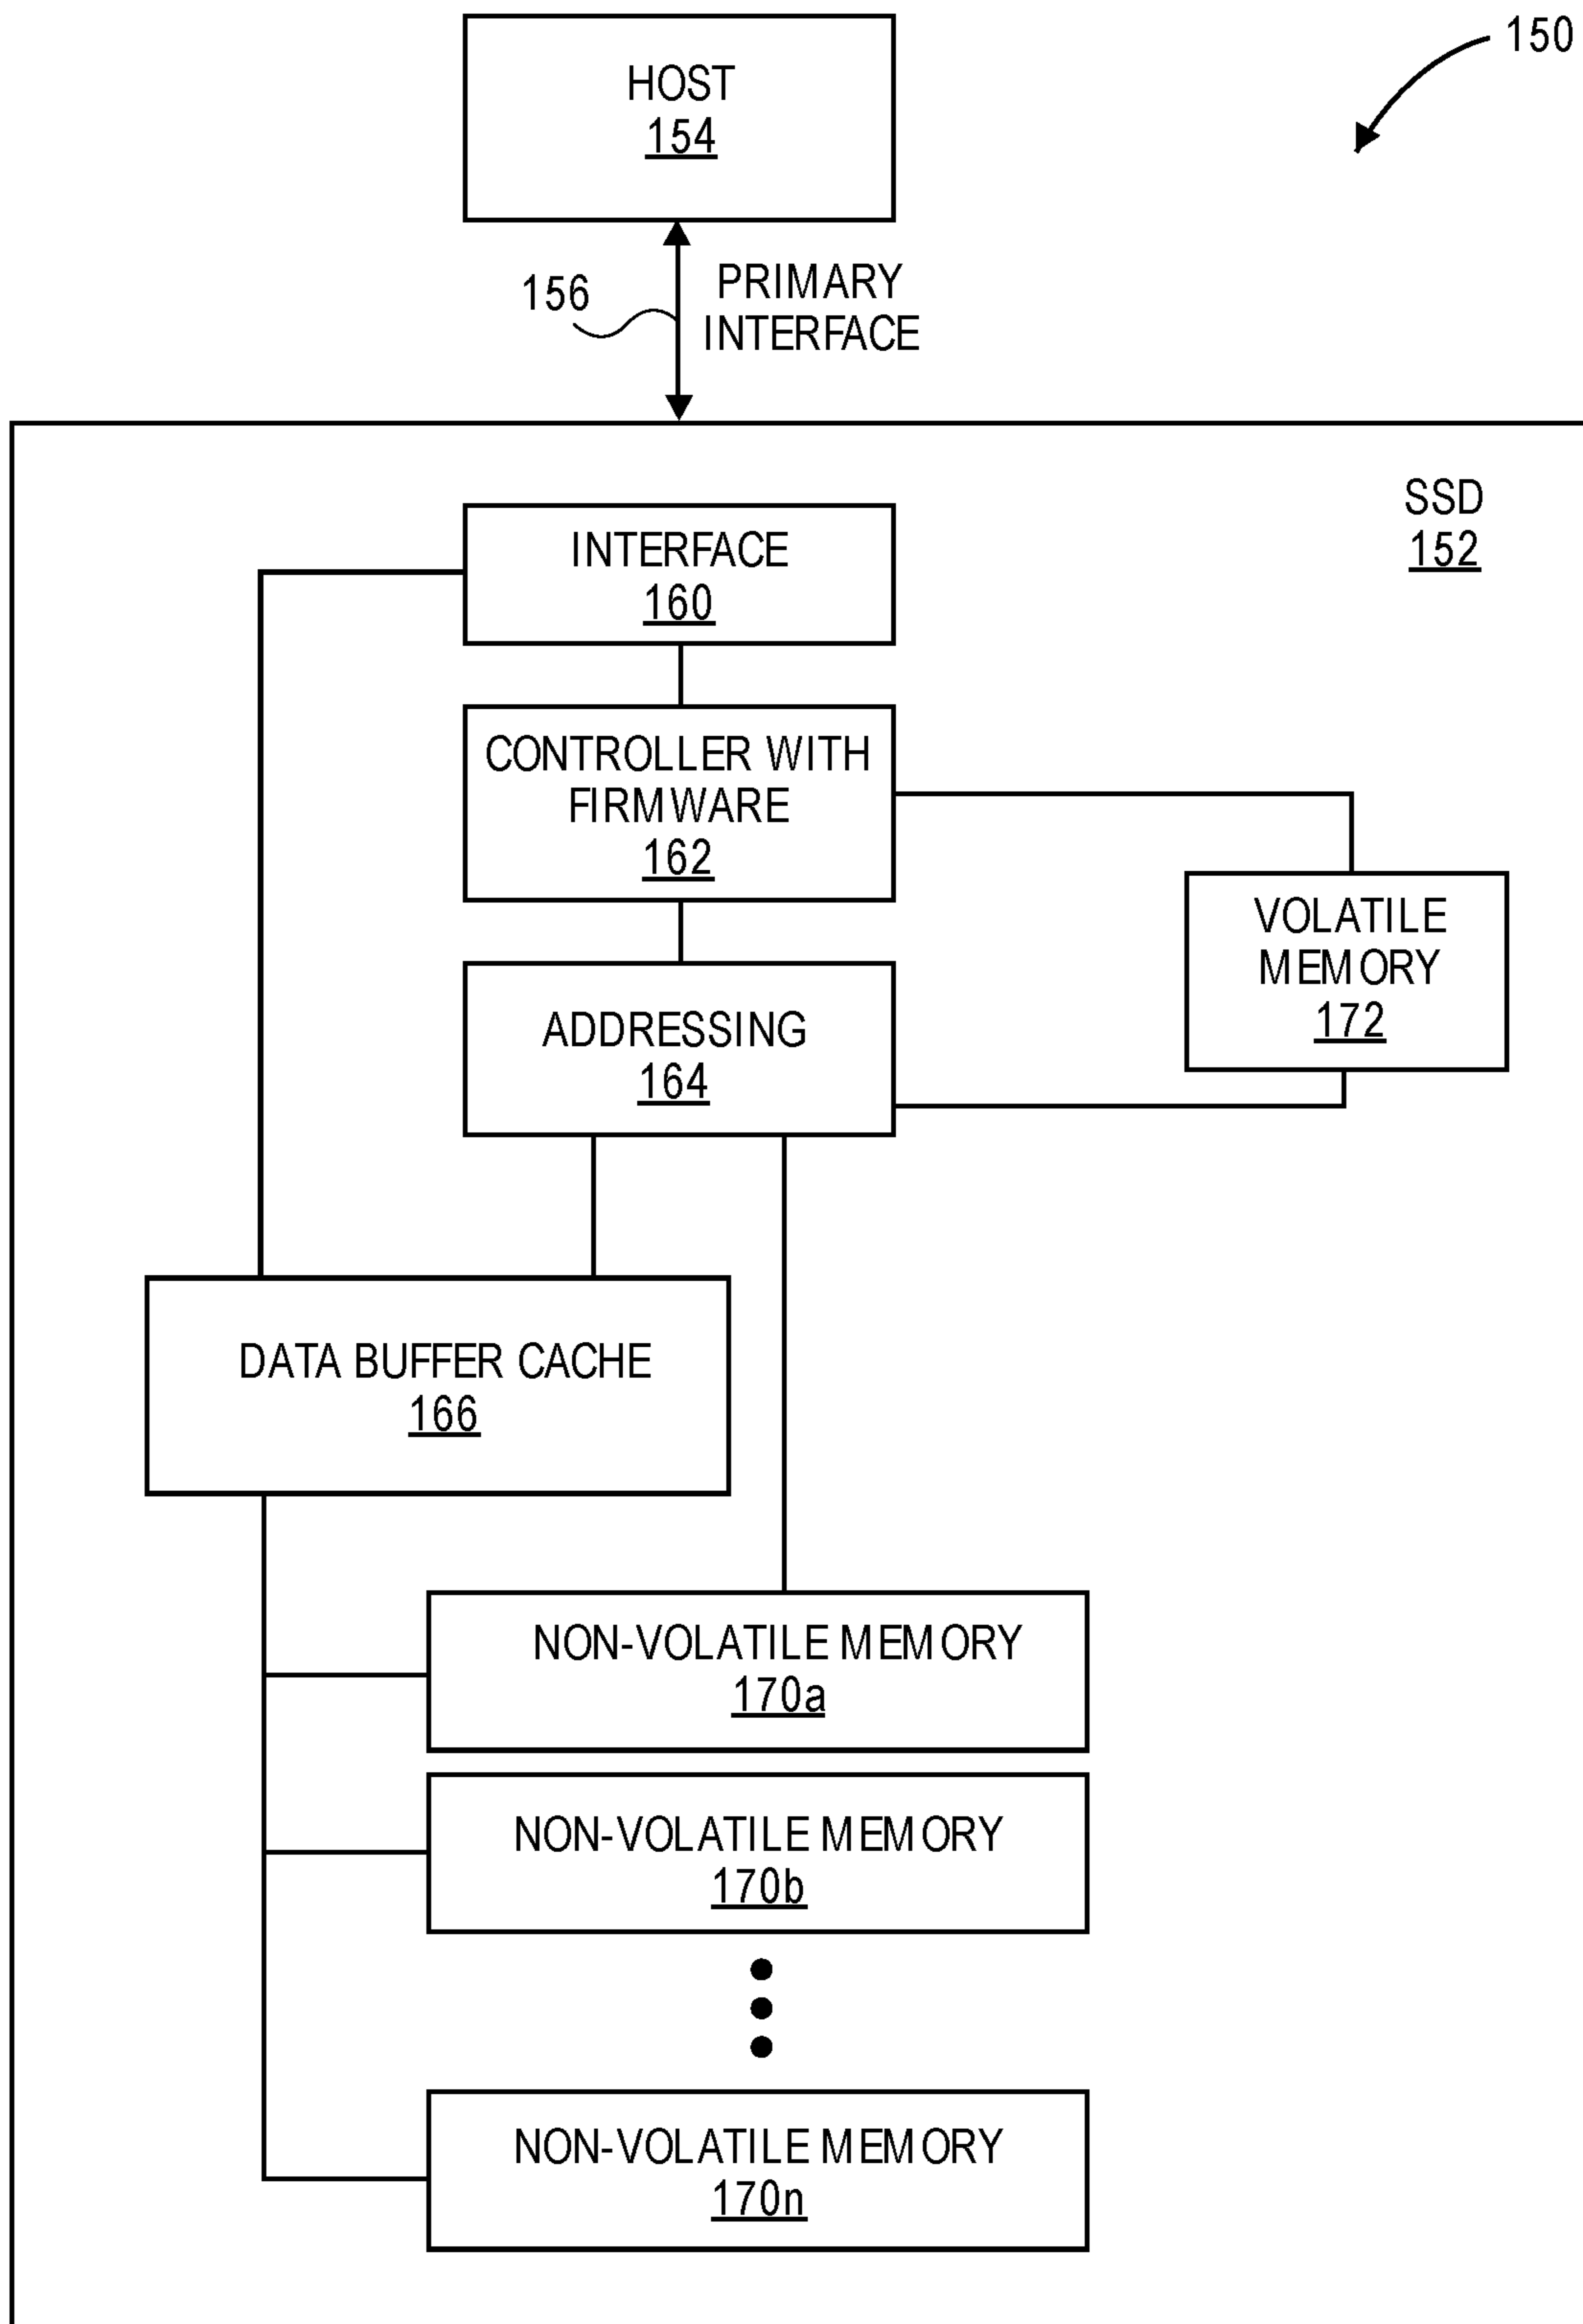 150
HOST
154
156
PRIMARY
INTERFACE
SSD
152
INTERFACE
160
CONTROLLER WITH
FIRMWARE
162
VOLATILE
MEMORY
172
ADDRESSING
164
DATA BUFFER CACHE
166
NON-VOLATILE MEMORY
170a
NON-VOLATILE MEMORY
170b
NON-VOLATILE MEMORY
170n